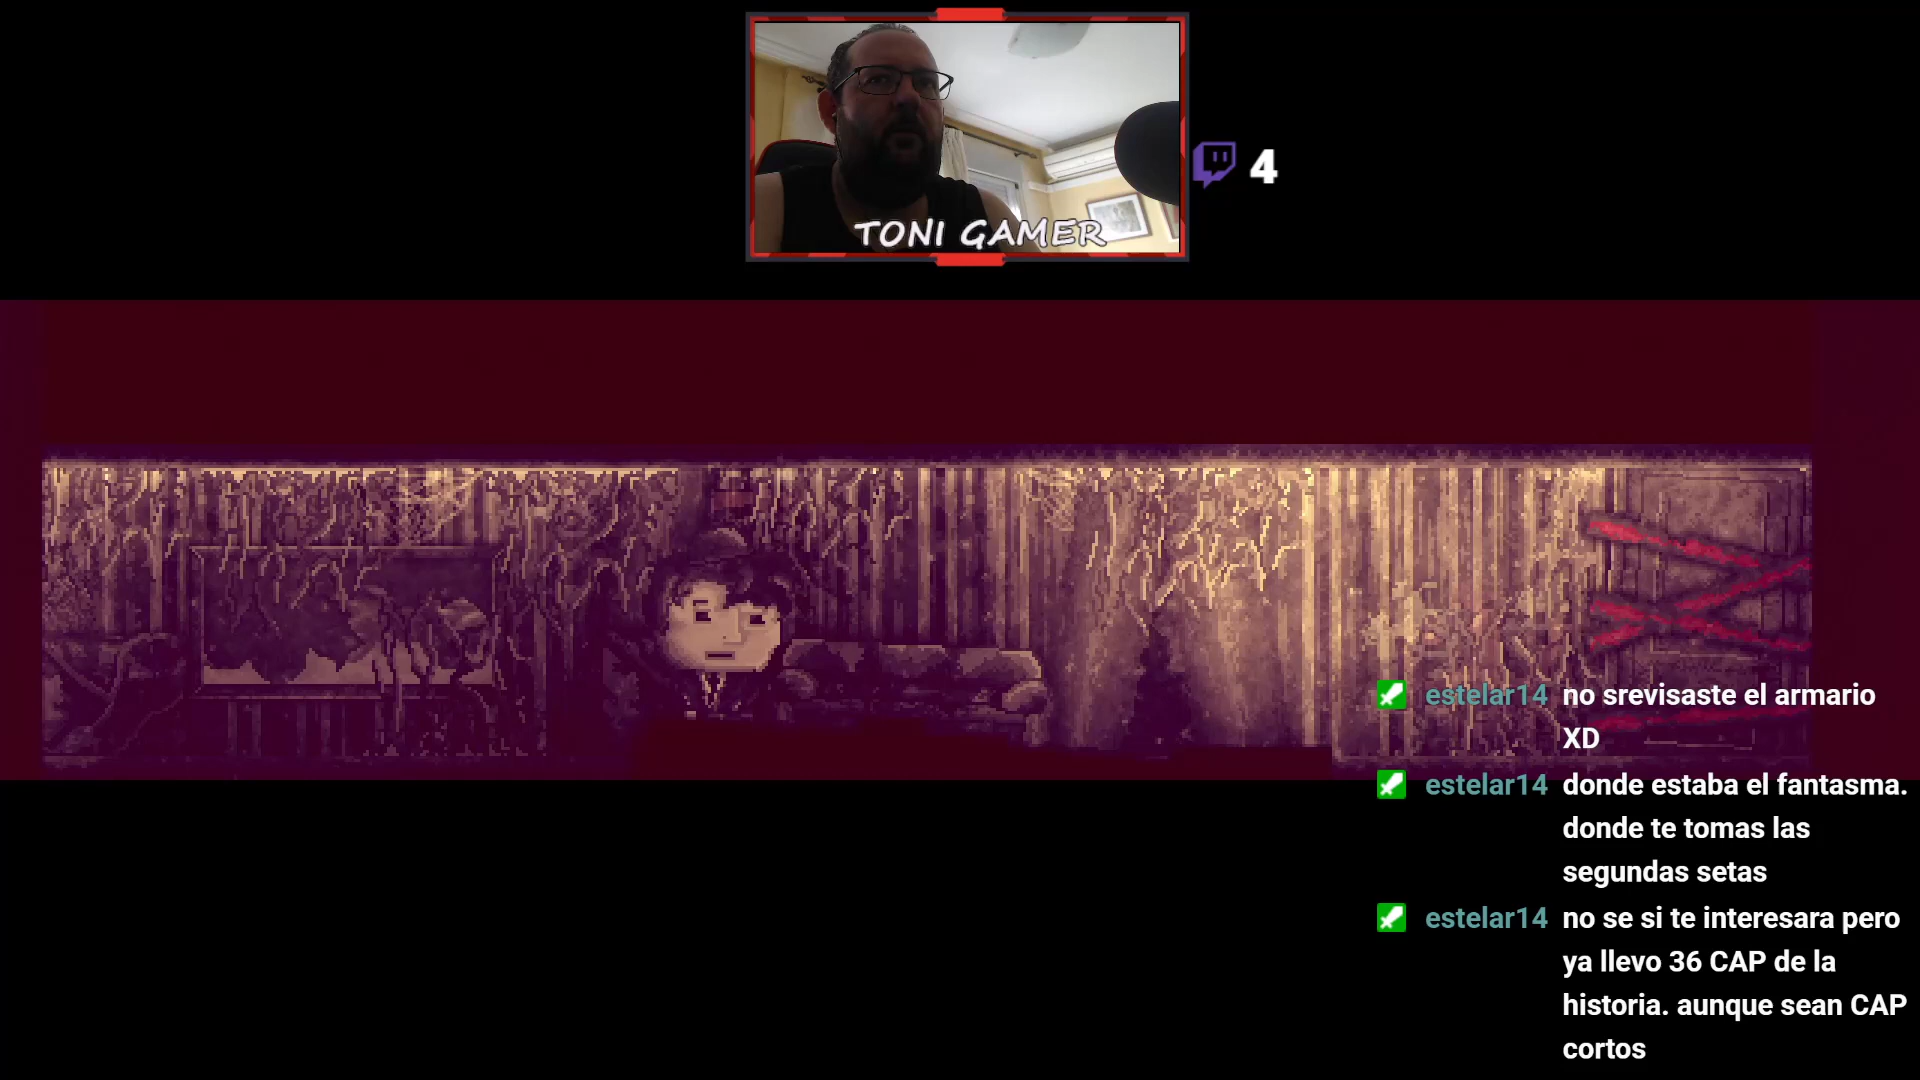 TONI GAMER
4
estelar14 no srevisaste el armario
XD
estelar14 donde estaba el fantasma.
donde te tomas las
segundas setas
estelar14 no se si te interesara pero
ya llevo 36 CAP de la
historia. aunque sean CAP
cortos